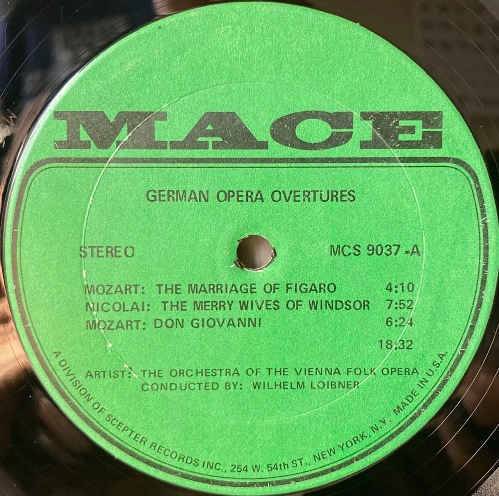 MACE
GERMAN OPERA OVERTURES
STEREO MCS 9037-A
MOZART: THE MARRIAGE OF FIGARO 4:10
NICOLAI: THE MERRY WIVES OF WINDSOR 7:52
MOZART: DON GIOVANNI 6:24
18:32
ARTIST: THE ORCHESTRA OF THE VIENNA FOLK OPERA
CONDUCTED BY: WILHELM LOIBNER
A DIVISION OF SCEPTER RECORDS INC., 254 W. 54th ST., NEW YORK, N.Y. MADE IN U.S.A.